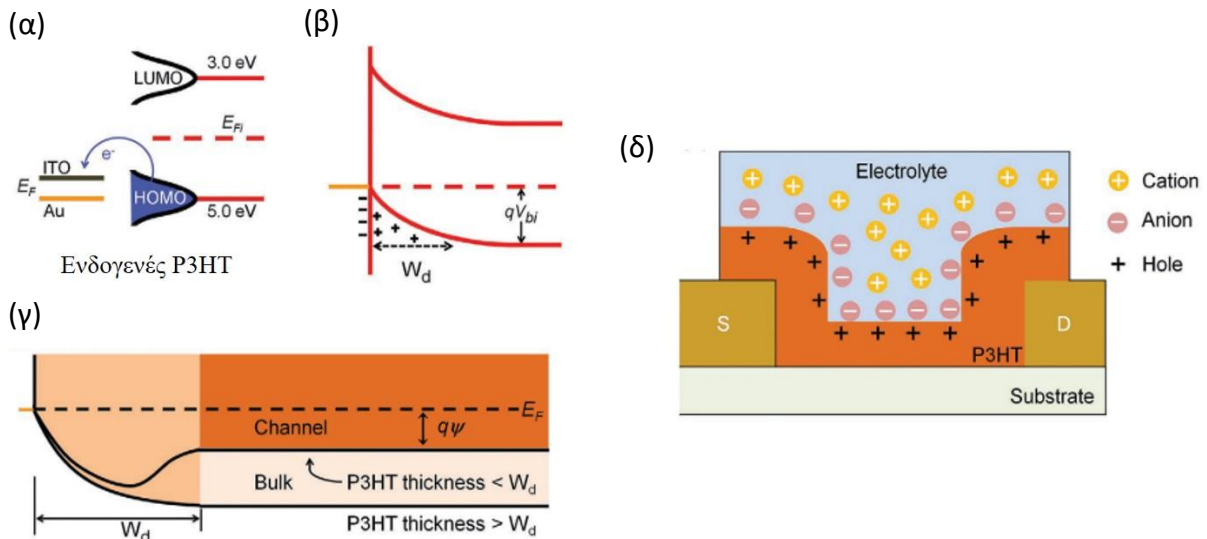 (α)
LUMO
3.0 eV
E_Fi
e-
ITO
E_F
Au
HOMO
5.0 eV
Ενδογενές P3HT
(β)
qV_bi
W_d
(γ)
E_F
Channel
qψ
Bulk
P3HT thickness < W_d
W_d
P3HT thickness > W_d
(δ)
Electrolyte
Cation
Anion
Hole
S
D
P3HT
Substrate